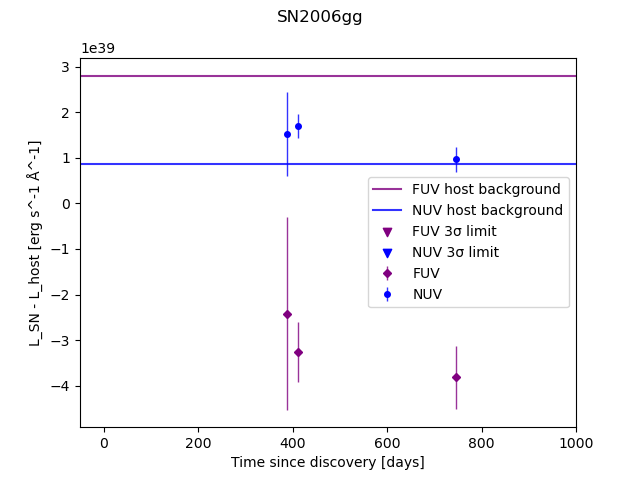 SN2006gg
1e39
3
2
1
0
−1
−2
−3
−4
L_SN - L_host [erg s^-1 Å^-1]
FUV host background
NUV host background
FUV 3σ limit
NUV 3σ limit
FUV
NUV
0 200 400 600 800 1000
Time since discovery [days]